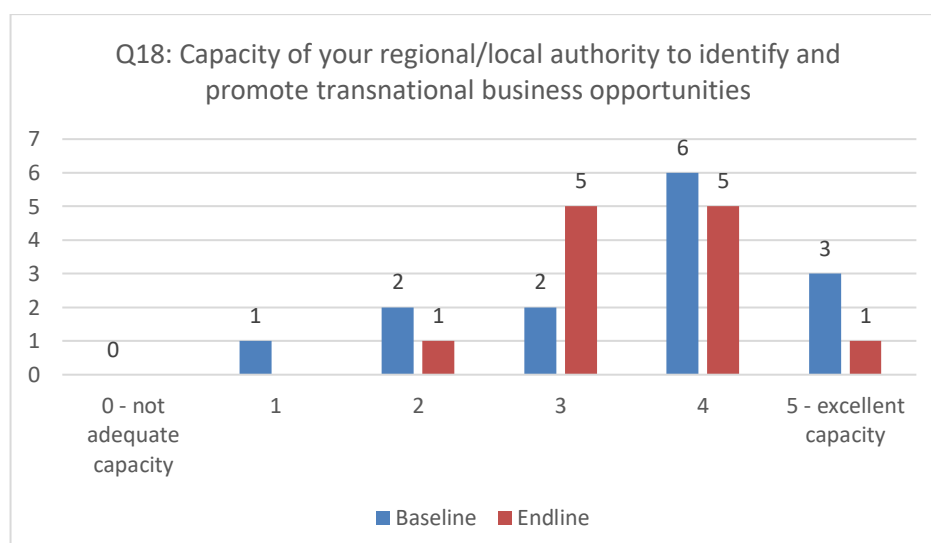 Q18: Capacity of your regional/local authority to identify and
promote transnational business opportunities
7
6
5
4
3
2
1
0
0
1
2
1
2
5
6
5
3
1
0 - not
adequate
capacity
1
2
3
4
5 - excellent
capacity
Baseline
Endline